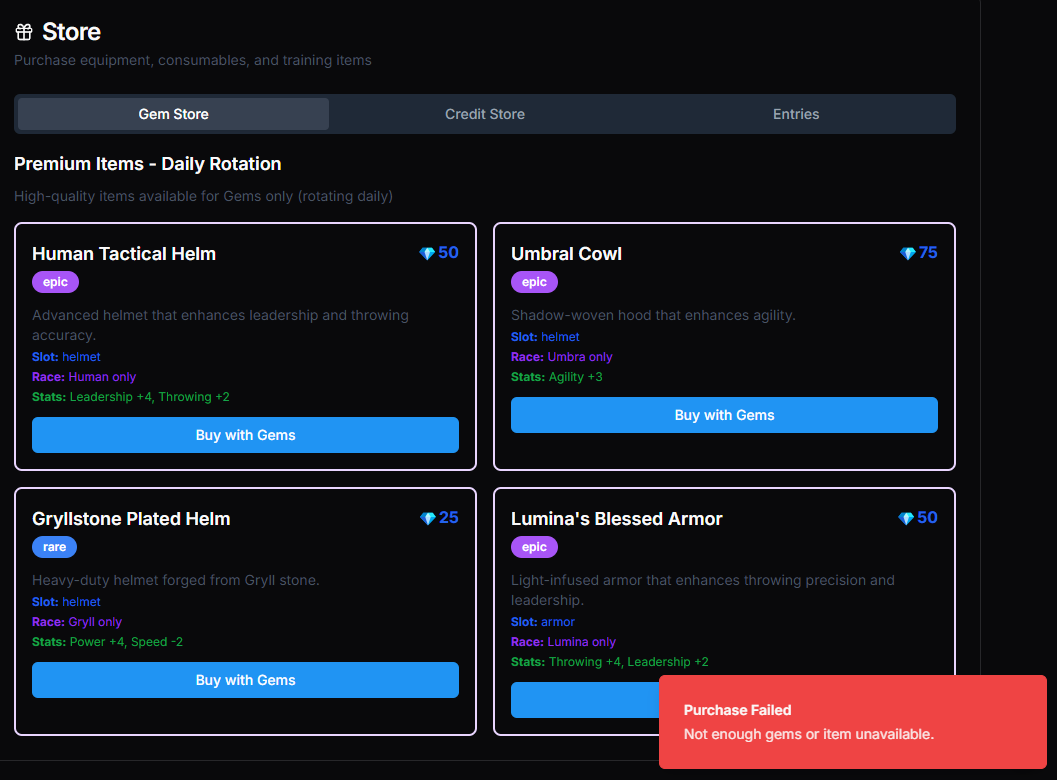 Store
Purchase equipment, consumables, and training items
Gem Store
Credit Store
Entries
Premium Items - Daily Rotation
High-quality items available for Gems only (rotating daily)
Human Tactical Helm
50
epic
Advanced helmet that enhances leadership and throwing
accuracy.
Slot: helmet
Race: Human only
Stats: Leadership +4, Throwing +2
Buy with Gems
Umbral Cowl
75
epic
Shadow-woven hood that enhances agility.
Slot: helmet
Race: Umbra only
Stats: Agility +3
Buy with Gems
Gryllstone Plated Helm
25
rare
Heavy-duty helmet forged from Gryll stone.
Slot: helmet
Race: Gryll only
Stats: Power +4, Speed -2
Buy with Gems
Lumina's Blessed Armor
50
epic
Light-infused armor that enhances throwing precision and
leadership.
Slot: armor
Race: Lumina only
Stats: Throwing +4, Leadership +2
Purchase Failed
Not enough gems or item unavailable.